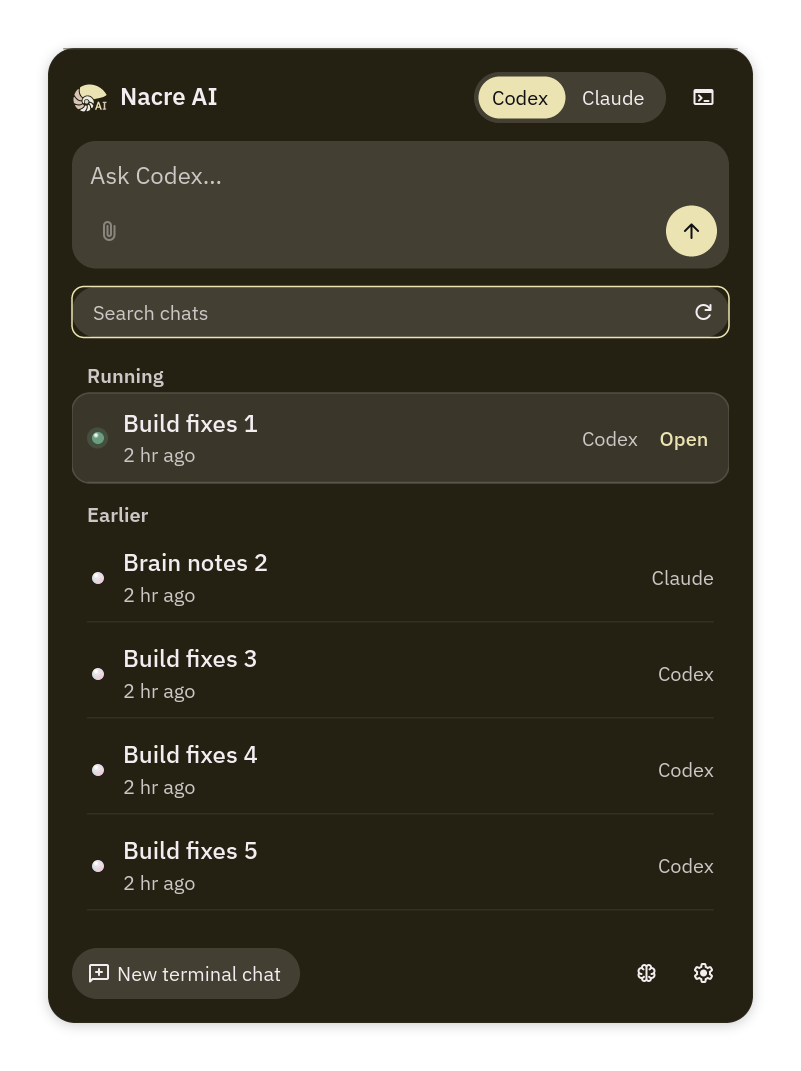 AI
Nacre AI
Codex
Claude
Ask Codex...
Search chats
Running
Build fixes 1
2 hr ago
Codex
Open
Earlier
Brain notes 2
2 hr ago
Claude
Build fixes 3
2 hr ago
Codex
Build fixes 4
2 hr ago
Codex
Build fixes 5
2 hr ago
Codex
New terminal chat